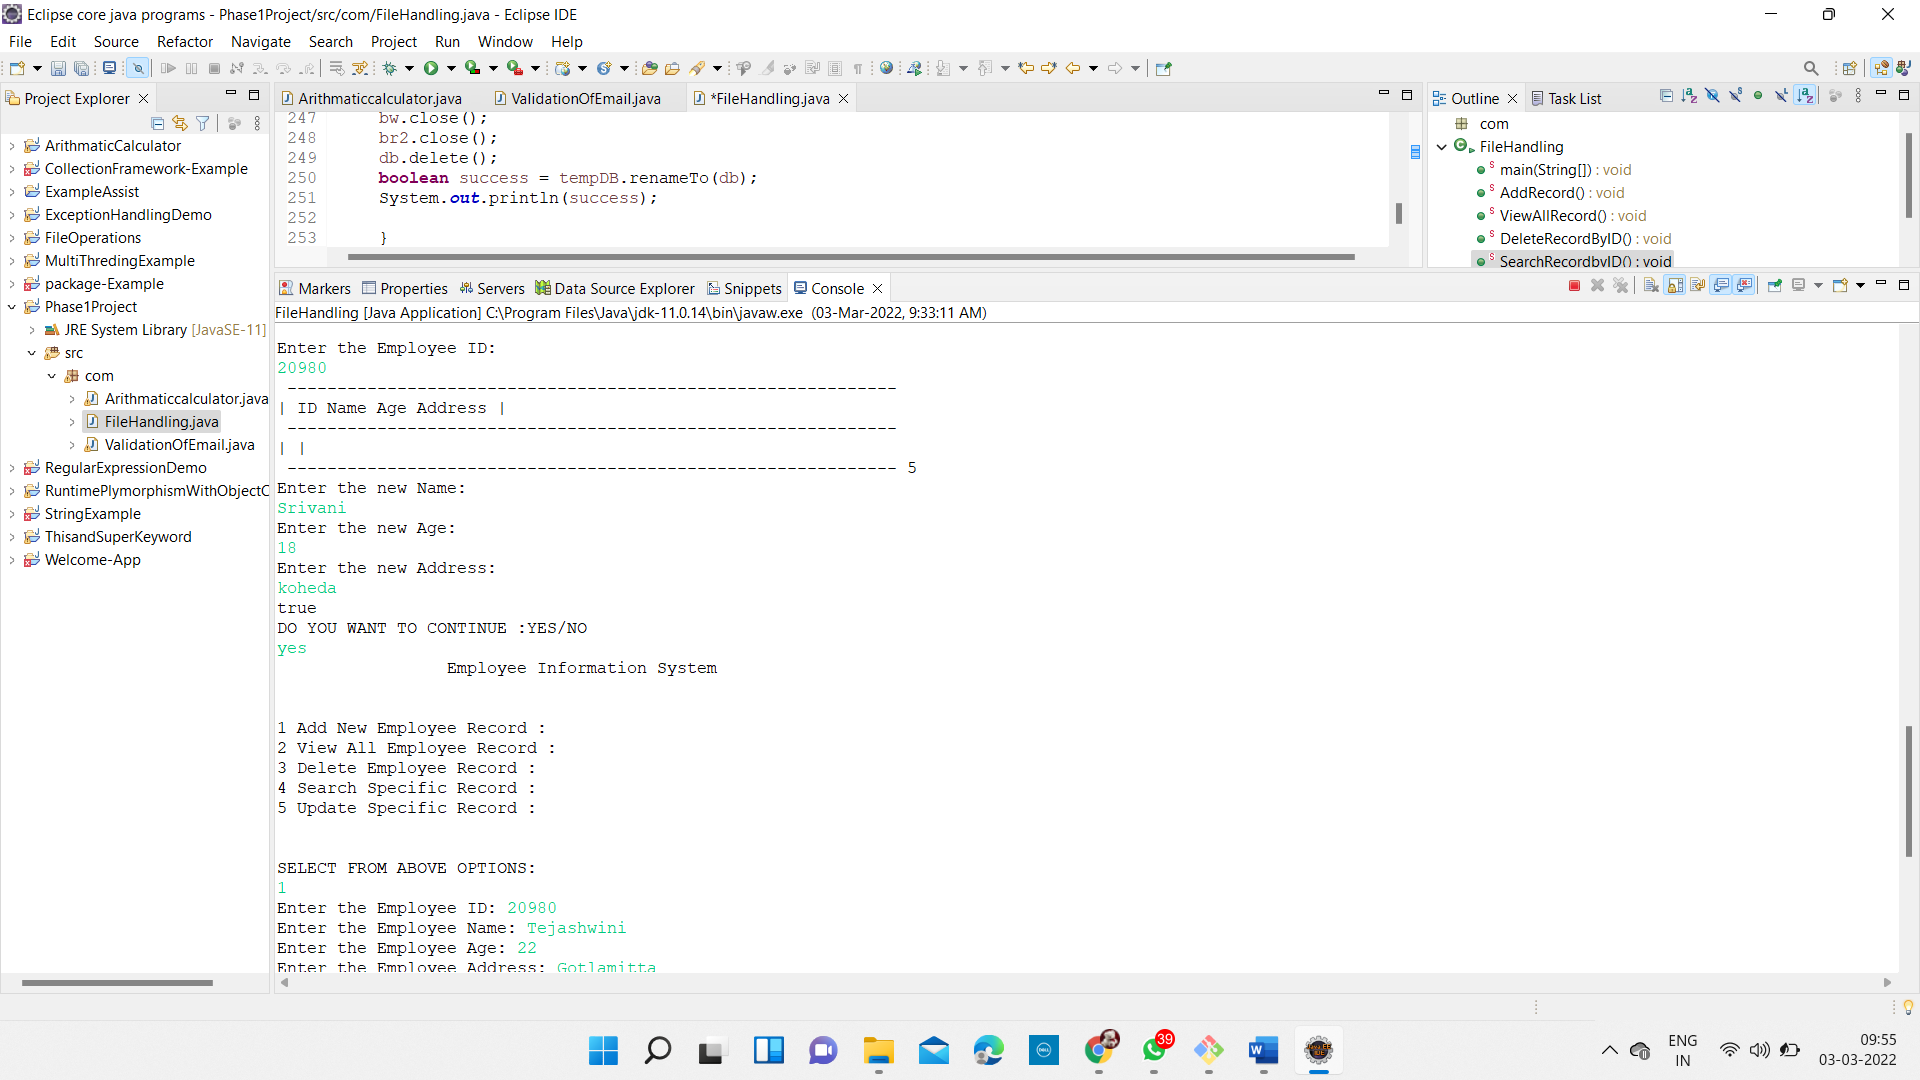 Eclipse core java programs - Phase1Project/src/com/FileHandling.java - Eclipse IDE
File Edit Source Refactor Navigate Search Project Run Window Help
Project Explorer
ArithmaticCalculator
CollectionFramework-Example
ExampleAssist
ExceptionHandlingDemo
FileOperations
MultiThredingExample
package-Example
Phase1Project
JRE System Library [JavaSE-11]
src
com
Arithmaticcalculator.java
FileHandling.java
ValidationOfEmail.java
RegularExpressionDemo
RuntimePlymorphismWithObjectC
StringExample
ThisandSuperKeyword
Welcome-App
Arithmaticcalculator.java ValidationOfEmail.java *FileHandling.java
247 bw.close();
248 br2.close();
249 db.delete();
250 boolean success = tempDB.renameTo(db);
251 System.out.println(success);
252
253 }
Outline Task List
com
FileHandling
main(String[]) : void
AddRecord() : void
ViewAllRecord() : void
DeleteRecordByID() : void
SearchRecordbyID() : void
Markers Properties Servers Data Source Explorer Snippets Console
FileHandling [Java Application] C:\Program Files\Java\jdk-11.0.14\bin\javaw.exe (03-Mar-2022, 9:33:11 AM)
Enter the Employee ID:
20980
-------------------------------------------------------------
| ID Name Age Address |
-------------------------------------------------------------
| |
------------------------------------------------------------- 5
Enter the new Name:
Srivani
Enter the new Age:
18
Enter the new Address:
koheda
true
DO YOU WANT TO CONTINUE :YES/NO
yes
Employee Information System
1 Add New Employee Record :
2 View All Employee Record :
3 Delete Employee Record :
4 Search Specific Record :
5 Update Specific Record :
SELECT FROM ABOVE OPTIONS:
1
Enter the Employee ID: 20980
Enter the Employee Name: Tejashwini
Enter the Employee Age: 22
Enter the Employee Address: Gotlamitta
39
ENG
IN
09:55
03-03-2022